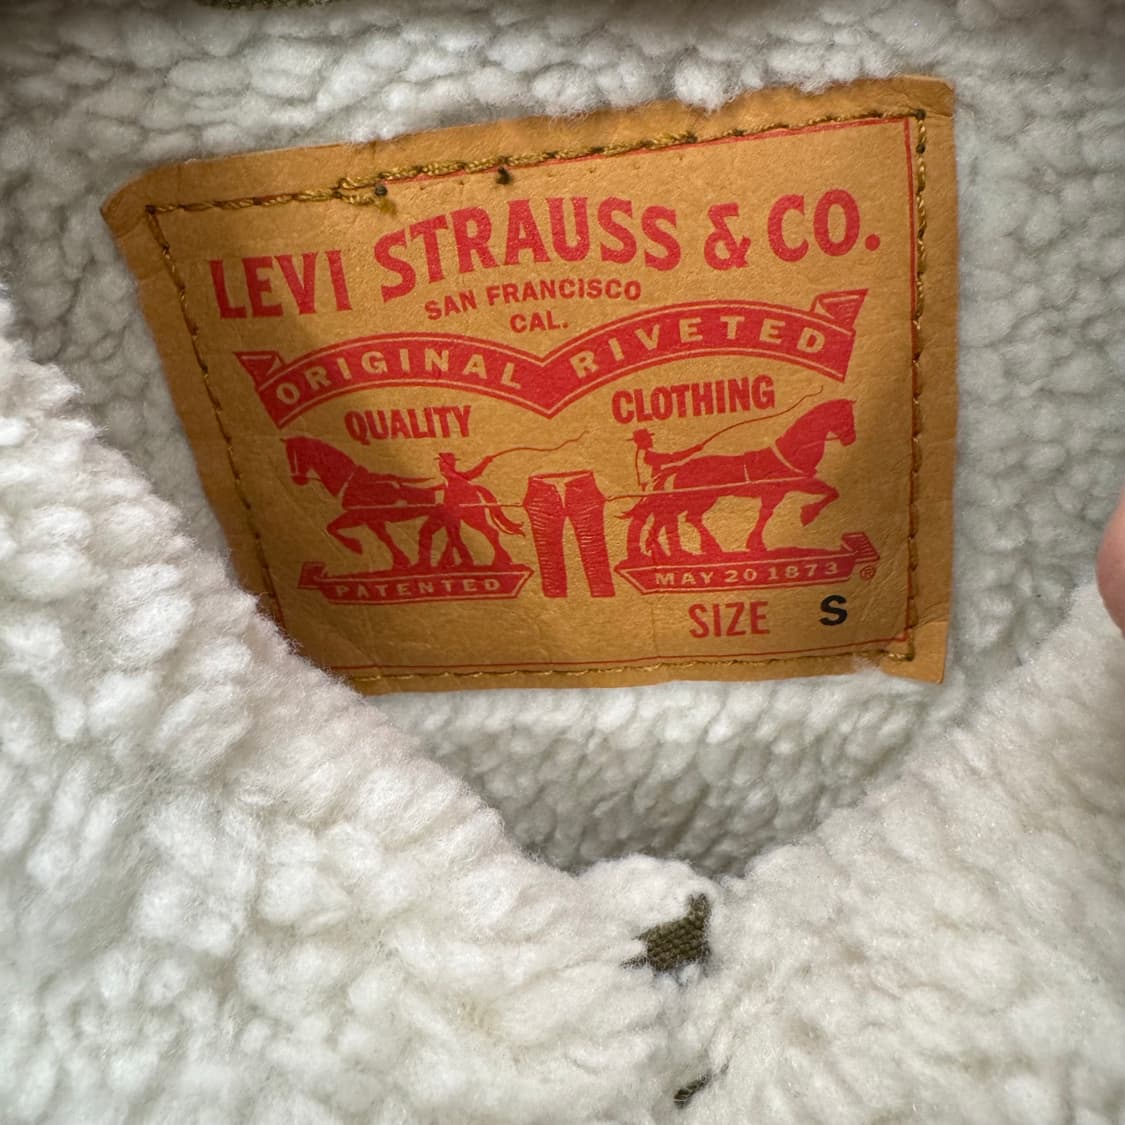 LEVI STRAUSS & CO.
SAN FRANCISCO
CAL.
ORIGINAL RIVETED
QUALITY CLOTHING
PATENTED MAY 20 1873 ®
SIZE S